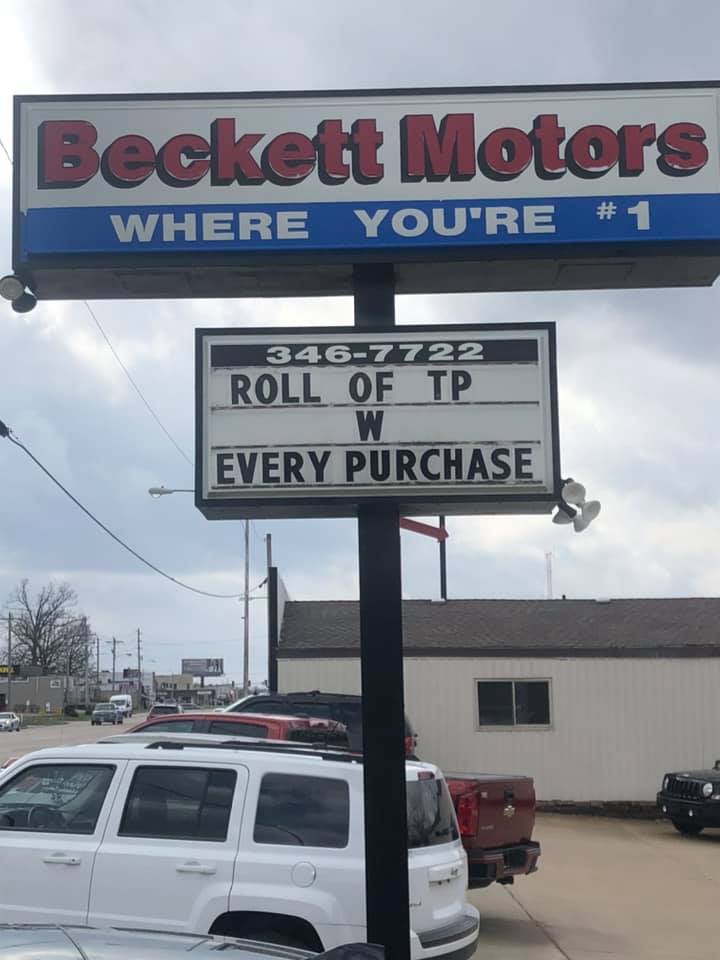 Beckett Motors
WHERE YOU'RE #1
346-7722
ROLL OF TP
W
EVERY PURCHASE